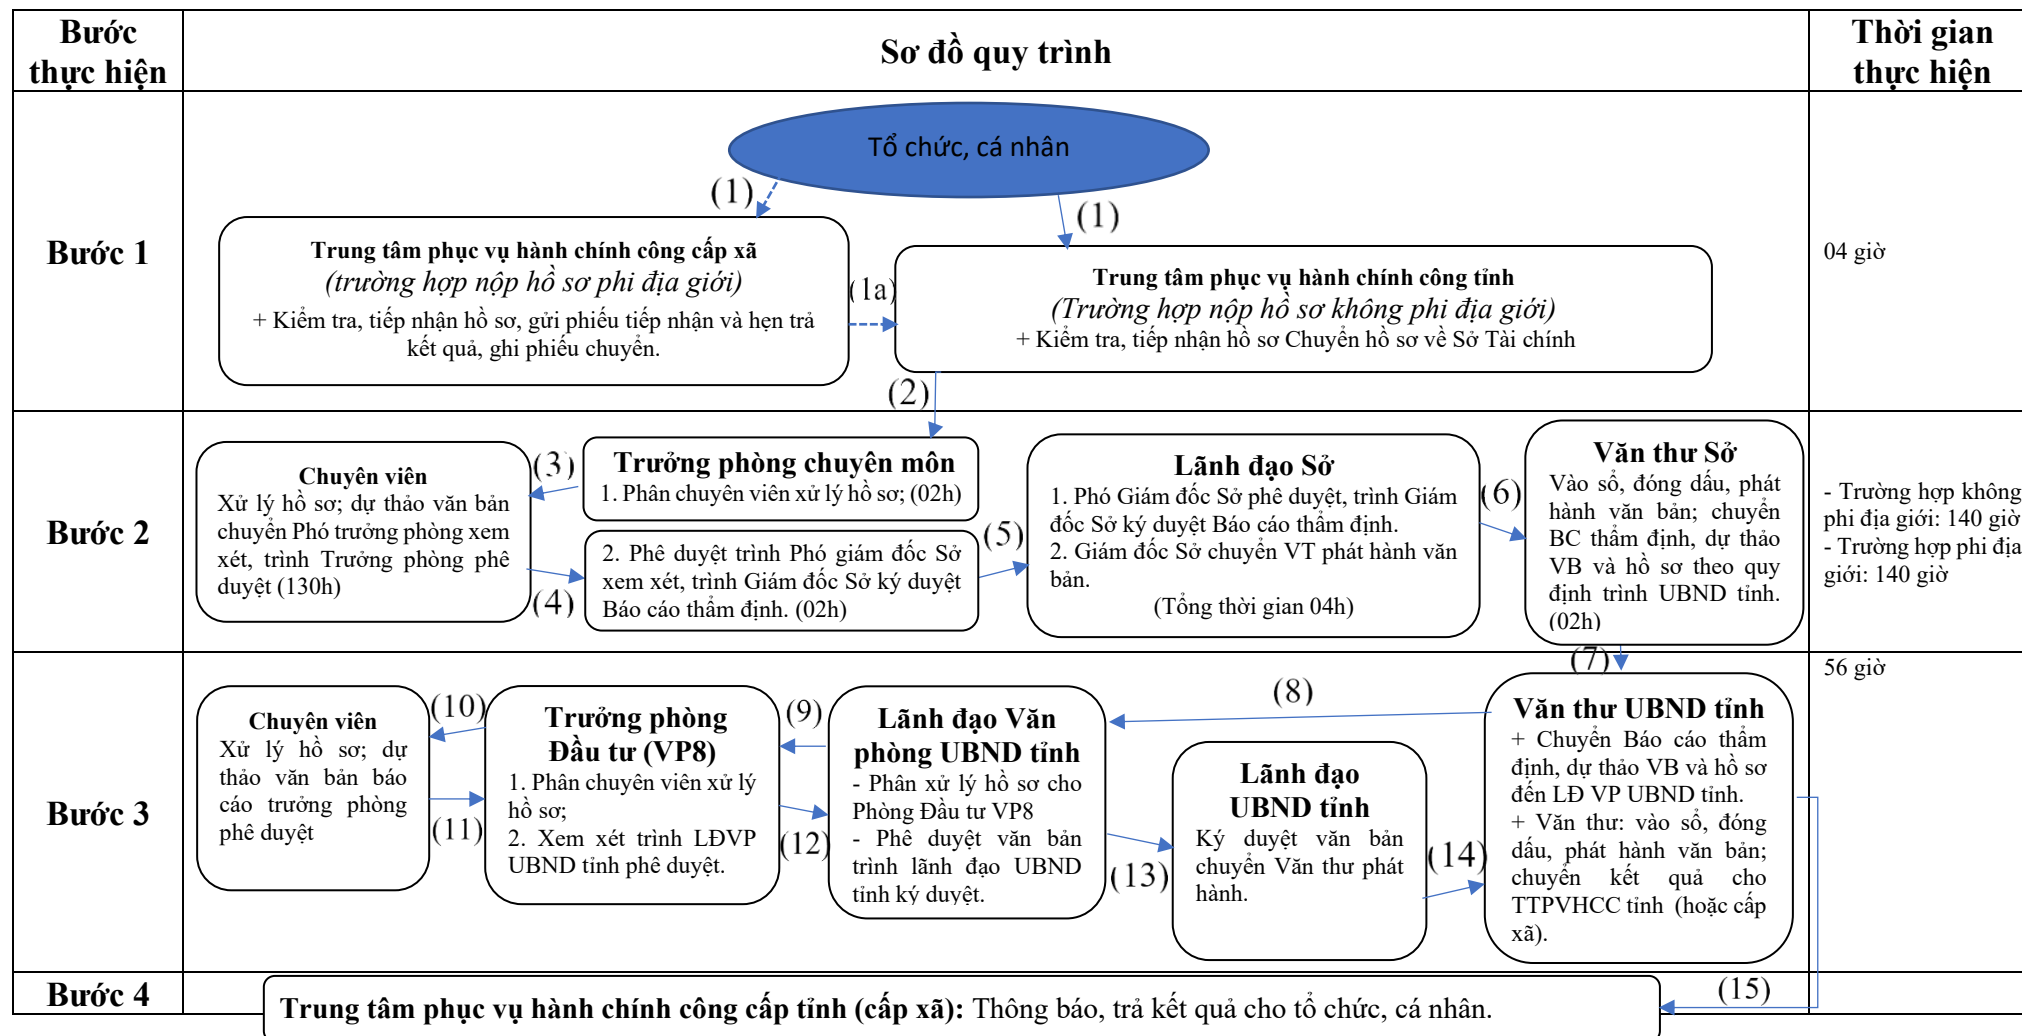 Bước
thực hiện
Sơ đồ quy trình
Thời gian
thực hiện
Bước 1
Tổ chức, cá nhân
(1)
(1)
Trung tâm phục vụ hành chính công cấp xã
(trường hợp nộp hồ sơ phi địa giới)
+ Kiểm tra, tiếp nhận hồ sơ, gửi phiếu tiếp nhận và hẹn trả
kết quả, ghi phiếu chuyển.
(1a)
Trung tâm phục vụ hành chính công tỉnh
(Trường hợp nộp hồ sơ không phi địa giới)
+ Kiểm tra, tiếp nhận hồ sơ Chuyển hồ sơ về Sở Tài chính
04 giờ
(2)
Bước 2
Chuyên viên
Xử lý hồ sơ; dự thảo văn bản
chuyển Phó trưởng phòng xem
xét, trình Trưởng phòng phê
duyệt (130h)
(3)
(4)
Trưởng phòng chuyên môn
1. Phân chuyên viên xử lý hồ sơ; (02h)
2. Phê duyệt trình Phó giám đốc Sở
xem xét, trình Giám đốc Sở ký duyệt
Báo cáo thẩm định. (02h)
(5)
Lãnh đạo Sở
1. Phó Giám đốc Sở phê duyệt, trình Giám
đốc Sở ký duyệt Báo cáo thẩm định.
2. Giám đốc Sở chuyển VT phát hành văn
bản.
(Tổng thời gian 04h)
(6)
Văn thư Sở
Vào sổ, đóng dấu, phát
hành văn bản; chuyển
BC thẩm định, dự thảo
VB và hồ sơ theo quy
định trình UBND tỉnh.
(02h)
- Trường hợp không
phi địa giới: 140 giờ
- Trường hợp phi địa
giới: 140 giờ
(7)
Bước 3
Chuyên viên
Xử lý hồ sơ; dự
thảo văn bản báo
cáo trưởng phòng
phê duyệt
(10)
(11)
Trưởng phòng
Đầu tư (VP8)
1. Phân chuyên viên xử lý
hồ sơ;
2. Xem xét trình LĐVP
UBND tỉnh phê duyệt.
(9)
(12)
Lãnh đạo Văn
phòng UBND tỉnh
- Phân xử lý hồ sơ cho
Phòng Đầu tư VP8
- Phê duyệt văn bản
trình lãnh đạo UBND
tỉnh ký duyệt.
(8)
(13)
Lãnh đạo
UBND tỉnh
Ký duyệt văn bản
chuyển Văn thư phát
hành.
(14)
Văn thư UBND tỉnh
+ Chuyển Báo cáo thẩm
định, dự thảo VB và hồ sơ
đến LĐ VP UBND tỉnh.
+ Văn thư: vào sổ, đóng
dấu, phát hành văn bản;
chuyển kết quả cho
TTPVHCC tỉnh (hoặc cấp
xã).
56 giờ
Bước 4
Trung tâm phục vụ hành chính công cấp tỉnh (cấp xã): Thông báo, trả kết quả cho tổ chức, cá nhân.
(15)